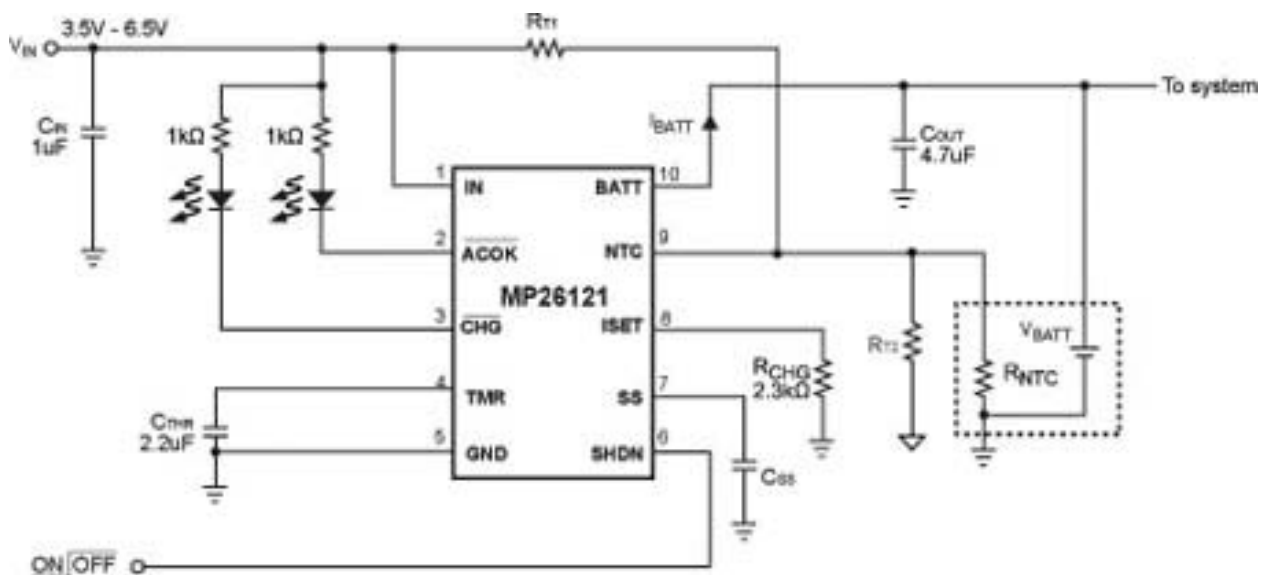 3.5V - 6.5V
VIN
RT1
To system
CIN
1uF
1kΩ
1kΩ
IBATT
COUT
4.7uF
1
IN
BATT
10
2
ACOK
NTC
9
MP26121
3
CHG
ISET
8
VBATT
RT2
RNTC
RCHG
2.3kΩ
4
TMR
SS
7
2.2uF
5
GND
SHDN
6
CSS
ON OFF